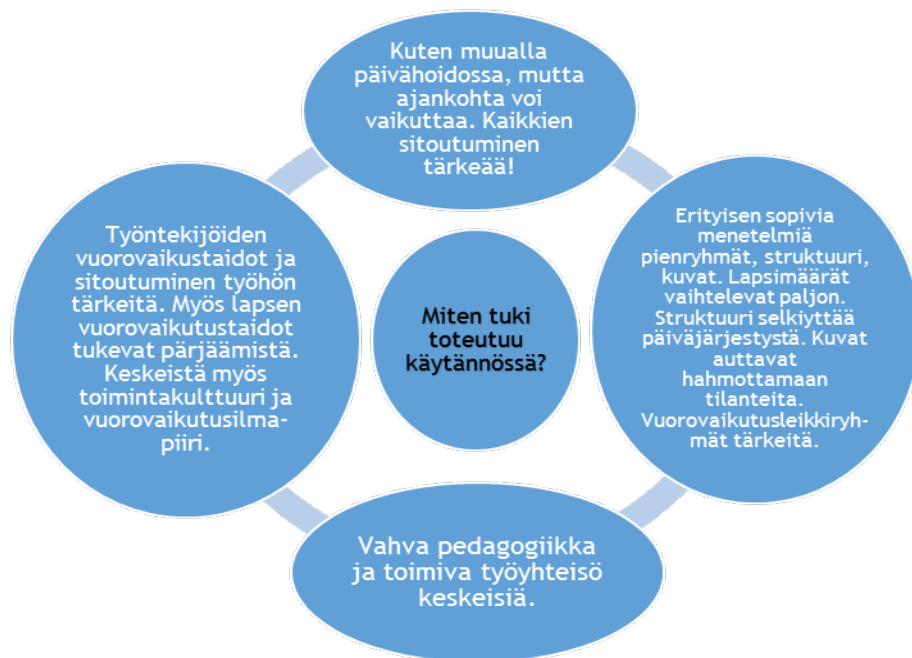 Kuten muualla
päivähoidossa, mutta
ajankohta voi
vaikuttaa. Kaikkien
sitoutuminen
tärkeää!
Työntekijöiden
vuorovaikustaidot ja
sitoutuminen työhön
tärkeitä. Myös lapsen
vuorovaikutustaidot
tukevat pärjäämistä.
Keskeistä myös
toimintakulttuuri ja
vuorovaikutusilma-
piiri.
Miten tuki
toteutuu
käytännössä?
Erityisen sopivia
menetelmiä
pienryhmät, struktuuri,
kuvat. Lapsimäärät
vaihtelevat paljon.
Struktuuri selkiyttää
päiväjärjestystä. Kuvat
auttavat
hahmottamaan
tilanteita.
Vuorovaikutusleikkiryh-
mät tärkeitä.
Vahva pedagogiikka
ja toimiva työyhteisö
keskeisiä.